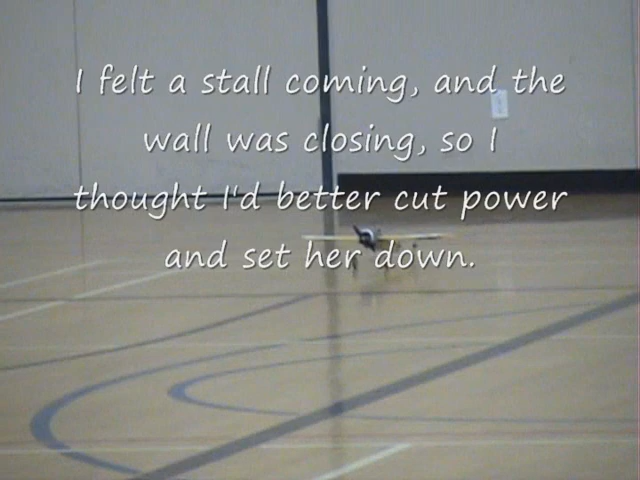 I felt a stall coming, and the
wall was closing, so I
thought I'd better cut power
and set her down.